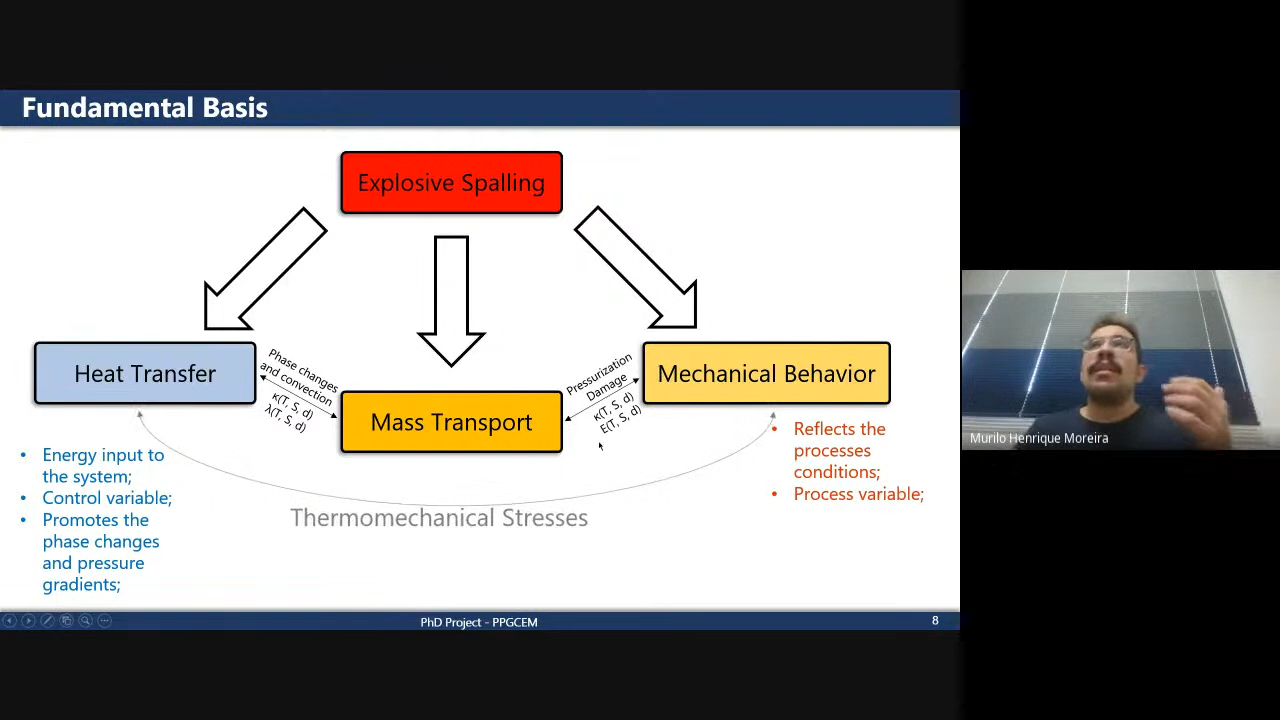 Fundamental Basis
Explosive Spalling
Heat Transfer
Phase changes
and convection
κ(T, S, d)
λ(T, S, d)
Mass Transport
Pressurization
Damage
κ(T, S, d)
E(T, S, d)
Mechanical Behavior
• Energy input to
the system;
• Control variable;
• Promotes the
phase changes
and pressure
gradients;
• Reflects the
processes
conditions;
• Process variable;
Thermomechanical Stresses
PhD Project - PPGCEM
8
Murilo Henrique Moreira